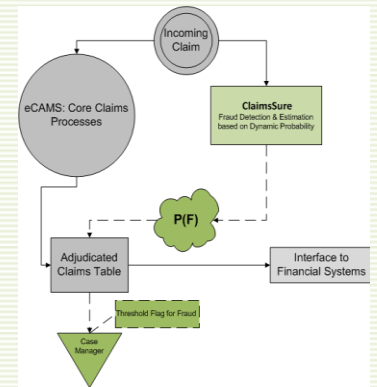 Incoming
Claim
eCAMS: Core Claims
Processes
ClaimsSure
Fraud Detection & Estimation
based on Dynamic Probability
P(F)
Adjudicated
Claims Table
Interface to
Financial Systems
Threshold Flag for Fraud
Case
Manager